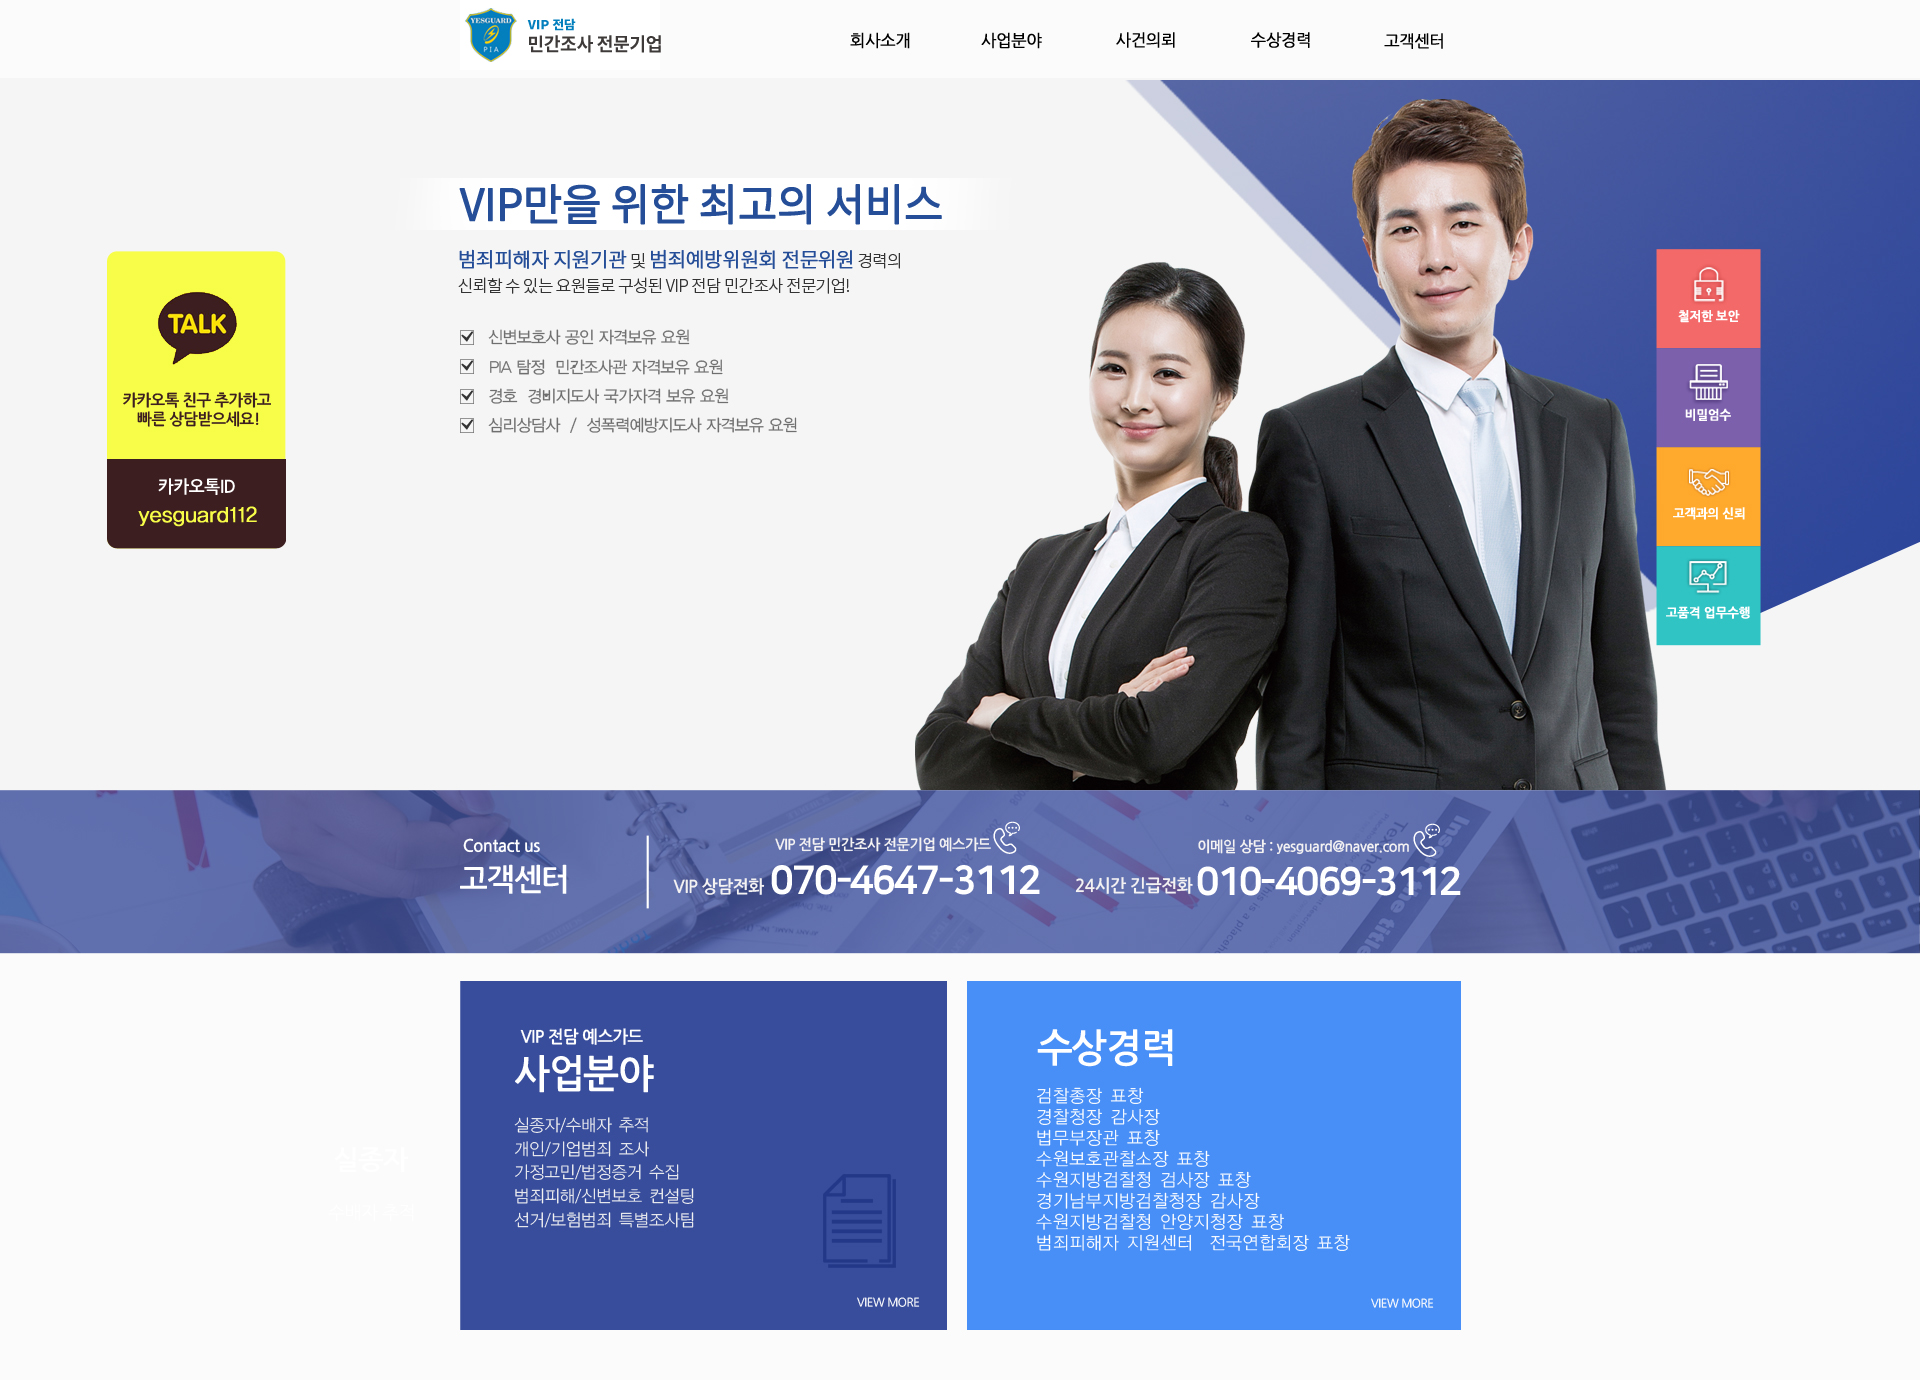 YESGUARD
PIA
VIP 전담
민간조사 전문기업
회사소개
사업분야
사건의뢰
수상경력
고객센터
VIP만을 위한 최고의 서비스
범죄피해자 지원기관 및 범죄예방위원회 전문위원 경력의
신뢰할 수 있는 요원들로 구성된 VIP 전담 민간조사 전문기업!
신변보호사 공인 자격보유 요원
PIA 탐정 민간조사관 자격보유 요원
경호 경비지도사 국가자격 보유 요원
심리상담사 / 성폭력예방지도사 자격보유 요원
TALK
카카오톡 친구 추가하고
빠른 상담받으세요!
카카오톡ID
yesguard112
철저한 보안
비밀엄수
고객과의 신뢰
고품격 업무수행
Contact us
고객센터
VIP 전담 민간조사 전문기업 예스가드
VIP 상담전화 070-4647-3112
이메일 상담 : yesguard@naver.com
24시간 긴급전화 010-4069-3112
VIP 전담 예스가드
사업분야
실종자/수배자 추적
개인/기업범죄 조사
가정고민/법정증거 수집
범죄피해/신변보호 컨설팅
선거/보험범죄 특별조사팀
VIEW MORE
수상경력
검찰총장 표창
경찰청장 감사장
법무부장관 표창
수원보호관찰소장 표창
수원지방검찰청 검사장 표창
경기남부지방검찰청장 감사장
수원지방검찰청 안양지청장 표창
범죄피해자 지원센터 전국연합회장 표창
VIEW MORE
실종자